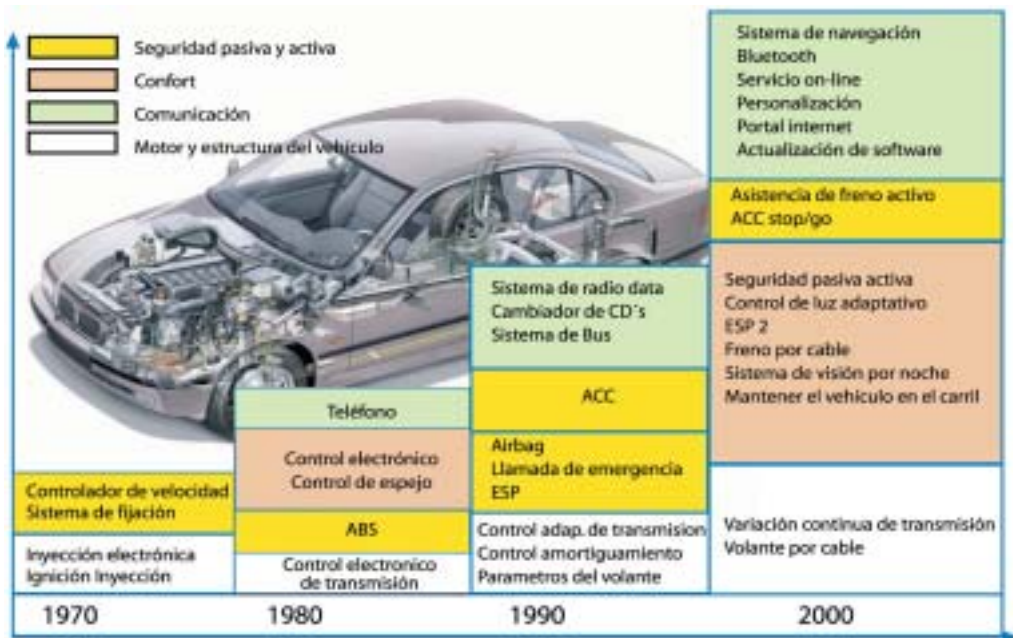 Seguridad pasiva y activa
Confort
Comunicación
Motor y estructura del vehículo
Controlador de velocidad
Sistema de fijación
Inyección electrónica
Ignición Inyección
Teléfono
Control electrónico
Control de espejo
ABS
Control electronico
de transmisión
Sistema de radio data
Cambiador de CD´s
Sistema de Bus
ACC
Airbag
Llamada de emergencia
ESP
Control adap. de transmision
Control amortiguamiento
Parametros del volante
Sistema de navegación
Bluetooth
Servicio on-line
Personalización
Portal internet
Actualización de software
Asistencia de freno activo
ACC stop/go
Seguridad pasiva activa
Control de luz adaptativo
ESP 2
Freno por cable
Sistema de visión por noche
Mantener el vehículo en el carril
Variación continua de transmisión
Volante por cable
1970
1980
1990
2000